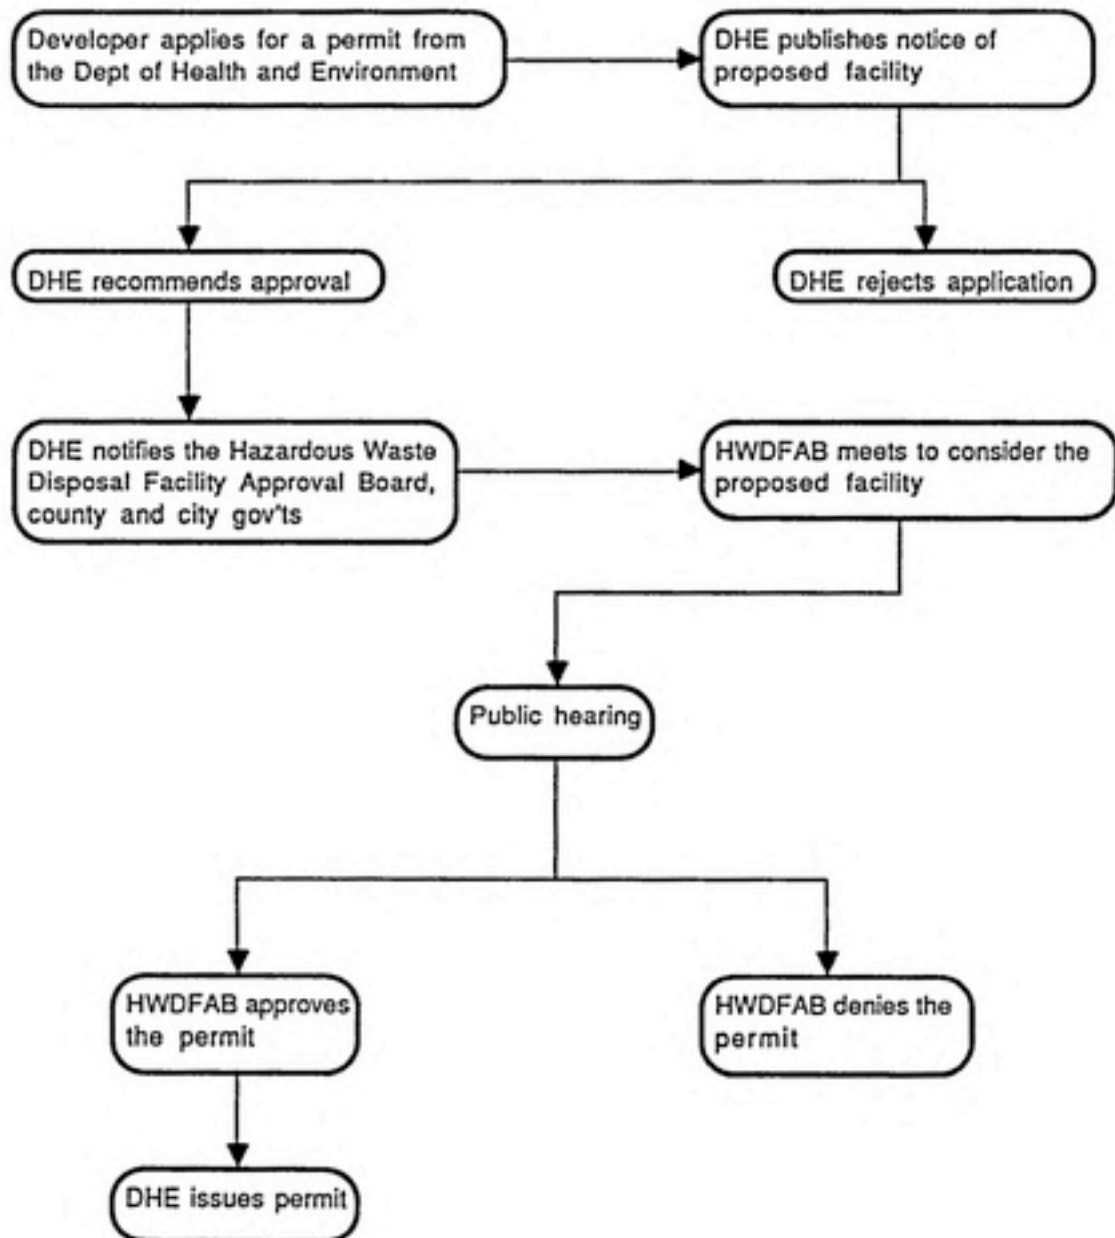 Developer applies for a permit from
the Dept of Health and Environment
DHE publishes notice of
proposed facility
DHE recommends approval
DHE rejects application
DHE notifies the Hazardous Waste
Disposal Facility Approval Board,
county and city gov'ts
HWDFAB meets to consider the
proposed facility
Public hearing
HWDFAB approves
the permit
HWDFAB denies the
permit
DHE issues permit